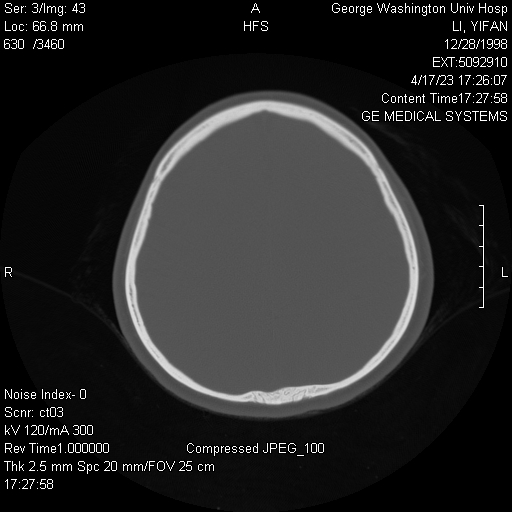 Ser: 3/Img: 43
Loc: 66.8 mm
630 /3460
A
HFS
George Washington Univ Hosp
LI, YIFAN
12/28/1998
EXT:5092910
4/17/23 17:26:07
Content Time17:27:58
GE MEDICAL SYSTEMS
R
L
Noise Index- 0
Scnr: ct03
kV 120/mA 300
Rev Time1.000000
Compressed JPEG_100
Thk 2.5 mm Spc 20 mm/FOV 25 cm
17:27:58